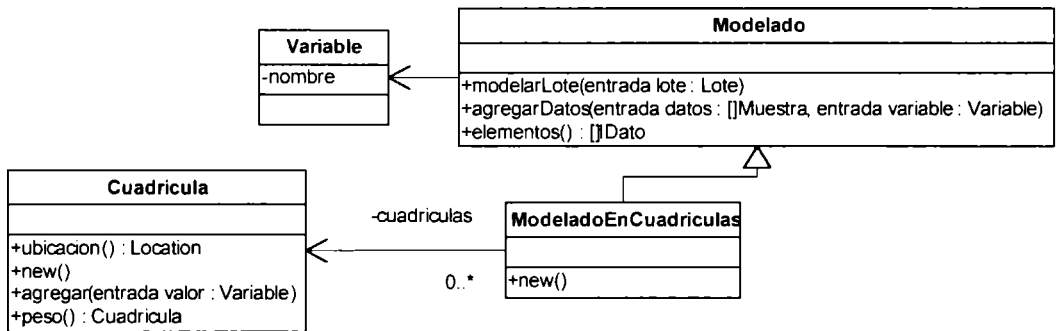 Modelado
+modelarLote(entrada lote : Lote)
+agregarDatos(entrada datos : []Muestra, entrada variable : Variable)
+elementos() : []IDato
Variable
-nombre
Cuadricula
+ubicacion() : Location
+new()
+agregar(entrada valor : Variable)
+peso() : Cuadricula
-cuadriculas
0..*
ModeladoEnCuadriculas
+new()